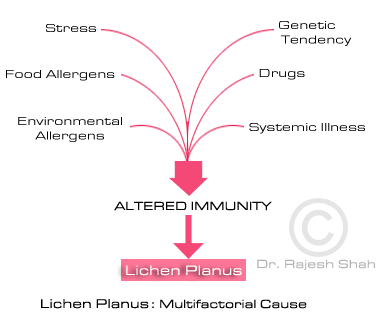 Stress
Genetic
Tendency
Food Allergens
Drugs
Environmental
Allergens
Systemic Illness
ALTERED IMMUNITY
©
Lichen Planus
Dr. Rajesh Shah
Lichen Planus : Multifactorial Cause